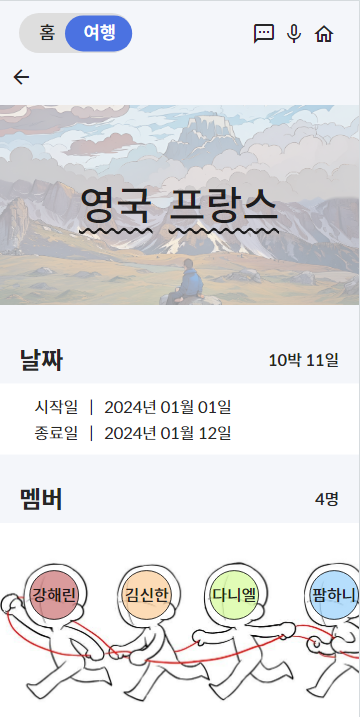 홈 여행
영국 프랑스
날짜 10박 11일
시작일 | 2024년 01월 01일
종료일 | 2024년 01월 12일
멤버 4명
강해린 김신한 다니엘 팜하니